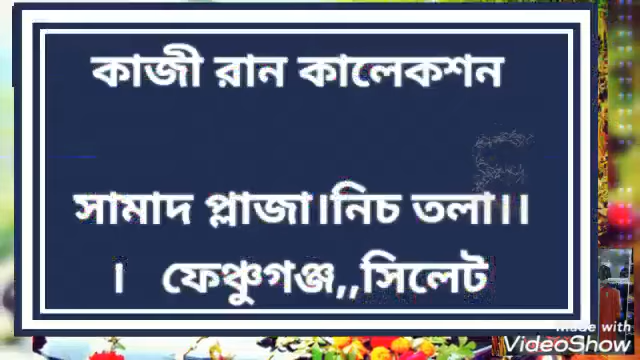 কাজী রান কালেকশন
সামাদ প্লাজা।নিচ তলা।।
। ফেঞ্চুগঞ্জ,,সিলেট
Made with
VideoShow